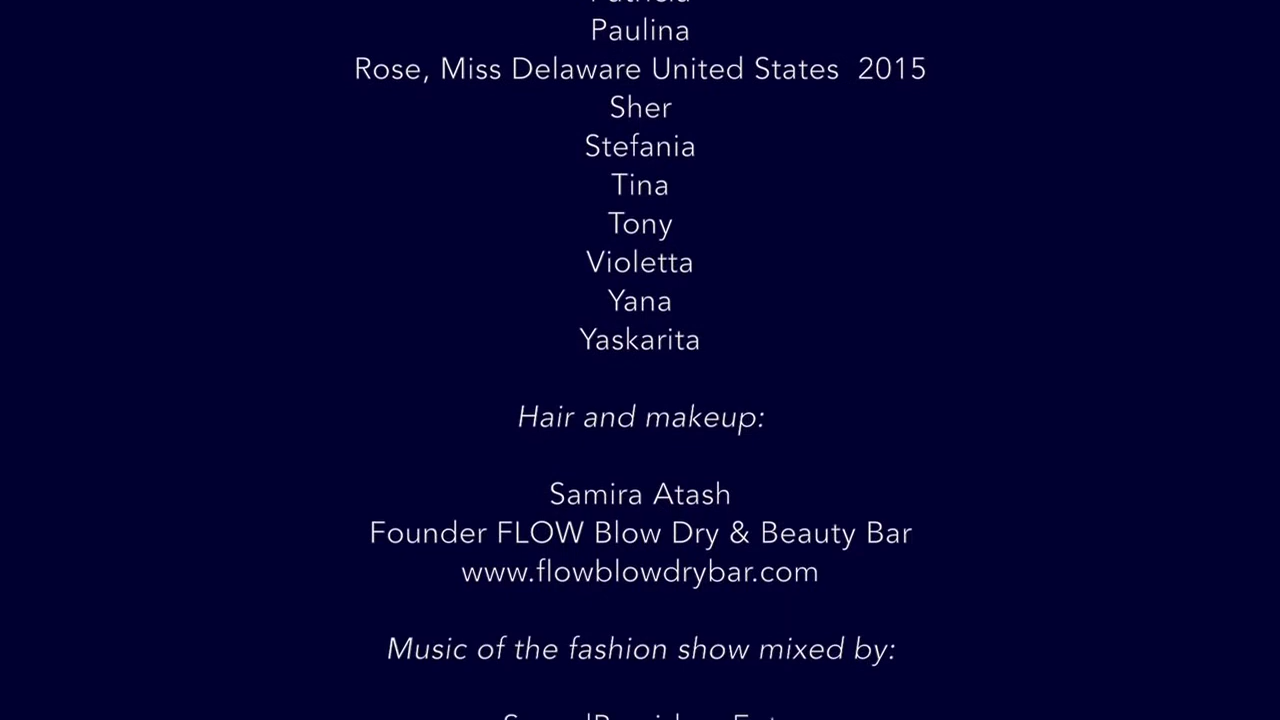 Paulina
Rose, Miss Delaware United States  2015
Sher
Stefania
Tina
Tony
Violetta
Yana
Yaskarita
Hair and makeup:
Samira Atash
Founder FLOW Blow Dry & Beauty Bar
www.flowblowdrybar.com
Music of the fashion show mixed by: